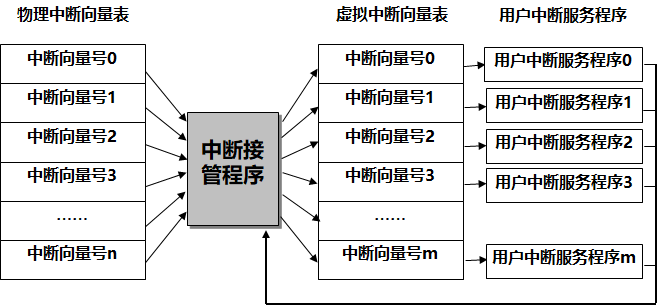 物理中断向量表
虚拟中断向量表
用户中断服务程序
中断向量号0
中断向量号1
中断向量号2
中断向量号3
……
中断向量号n
中断接
管程序
中断向量号0
中断向量号1
中断向量号2
中断向量号3
……
中断向量号m
用户中断服务程序0
用户中断服务程序1
用户中断服务程序2
用户中断服务程序3
用户中断服务程序m